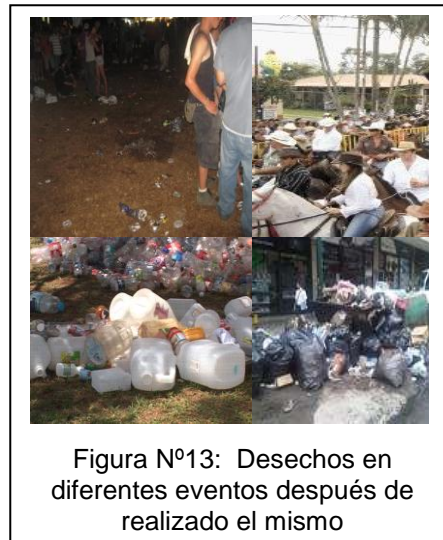 Figura Nº13: Desechos en
diferentes eventos después de
realizado el mismo